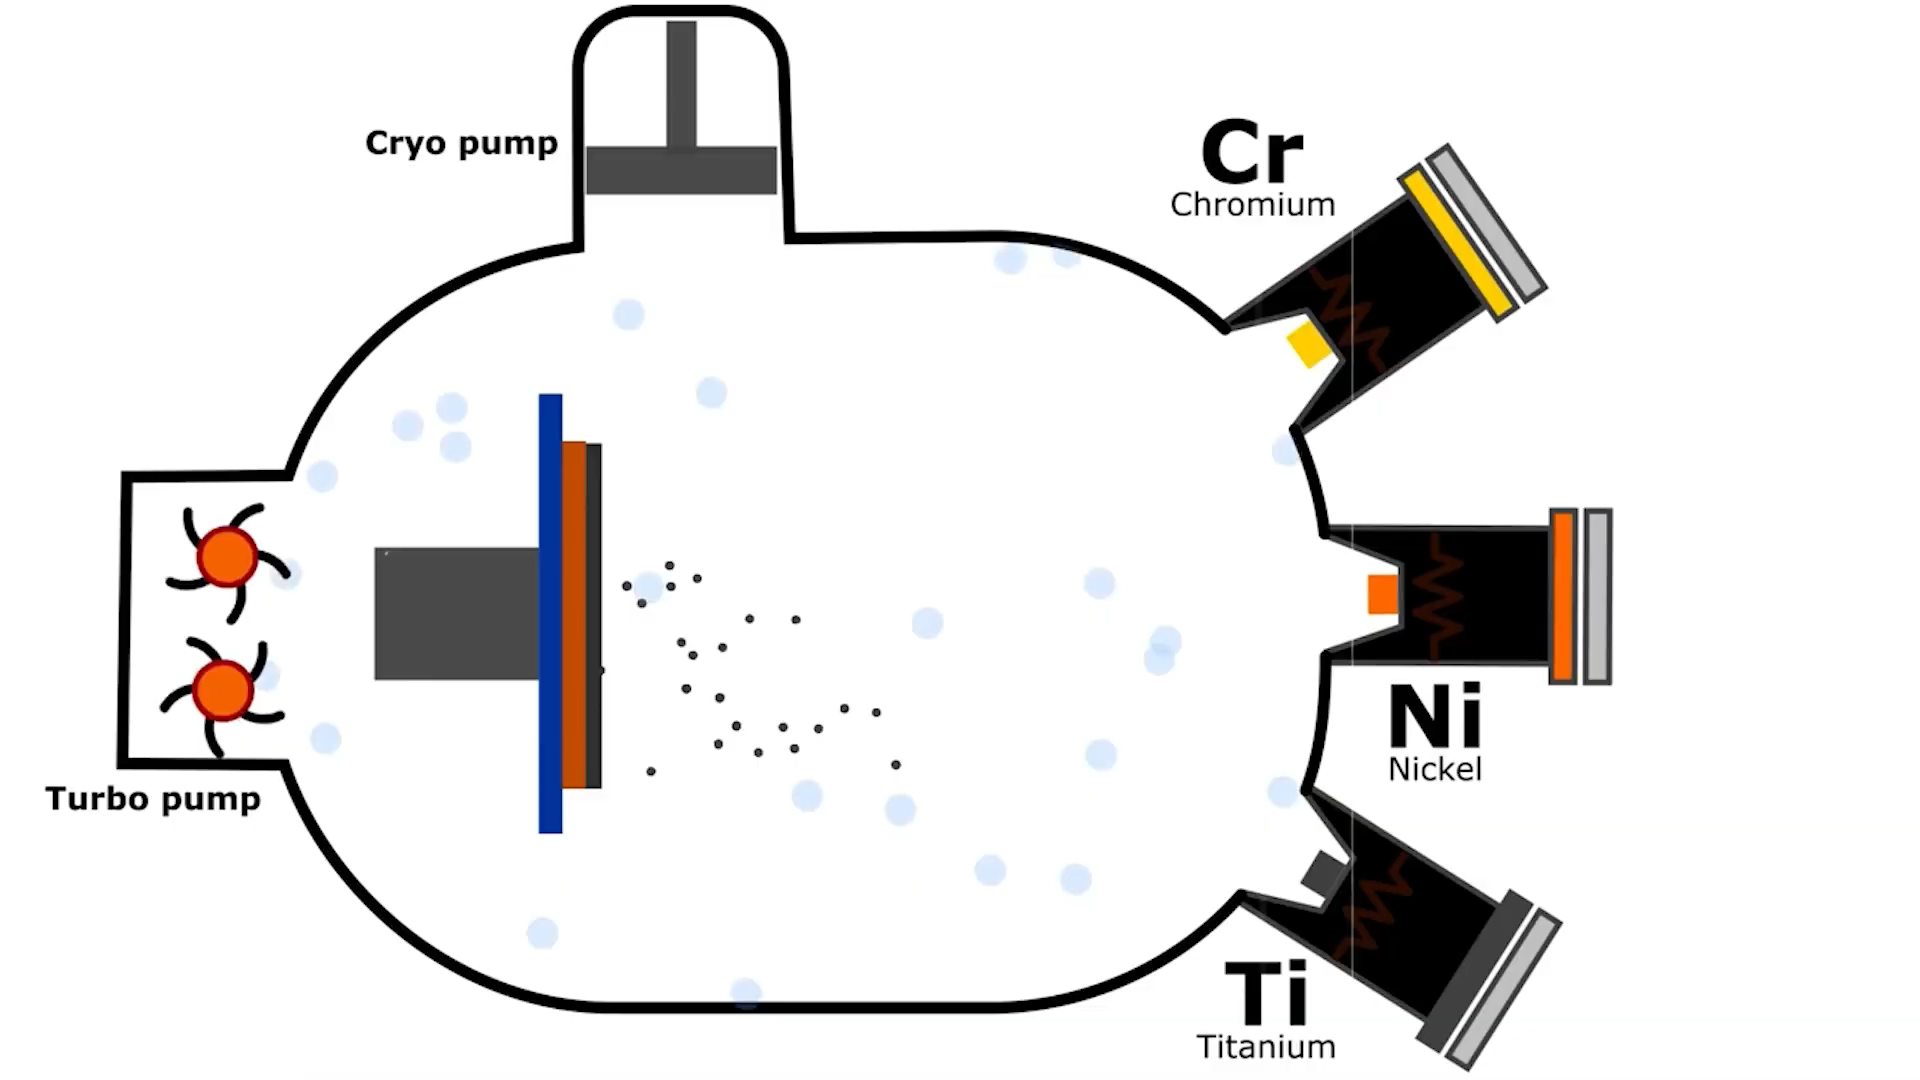 Cryo pump
Cr
Chromium
Ni
Nickel
Turbo pump
Ti
Titanium